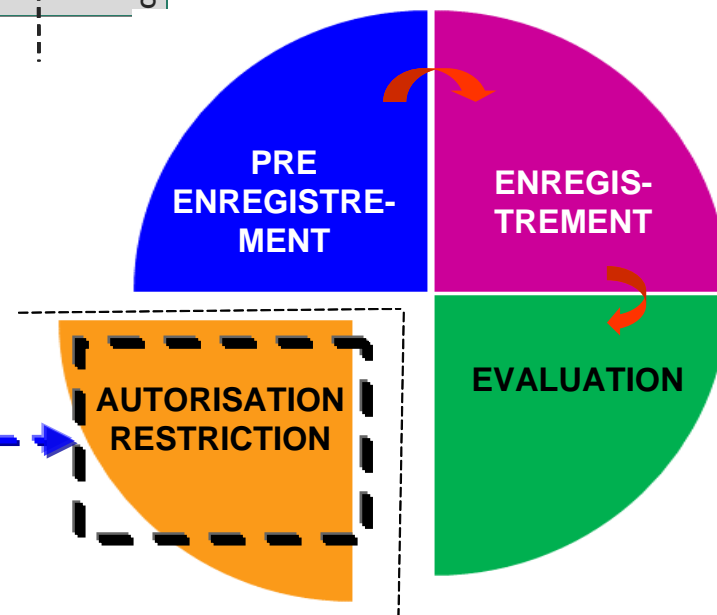 PRE
ENREGISTRE-
MENT
ENREGIS-
TREMENT
AUTORISATION
RESTRICTION
EVALUATION